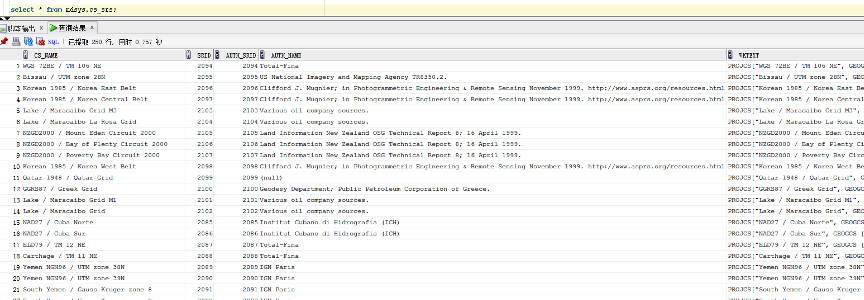 select * from mdsys.cs_srs;
脚本输出 × 查询结果 ×
SQL | 已提取 250 行, 用时 0.757 秒
CS_NAME SRID AUTH_SRID AUTH_NAME WKTEXT
1 WGS 72BE / TM 106 NE 2094 2094 Total-Fina PROJCS["WGS 72BE / TM 106 NE", GEOG
2 Bissau / UTM zone 28N 2095 2095 US National Imagery and Mapping Agency TR8350.2. PROJCS["Bissau / UTM zone 28N", GEO
3 Korean 1985 / Korea East Belt 2096 2096 Clifford J. Mugnier; in Photogrammetric Engineering & Remote Sensing November 1999. http://www.asprs.org/resources.html PROJCS["Korean 1985 / Korea East Be
4 Korean 1985 / Korea Central Belt 2097 2097 Clifford J. Mugnier; in Photogrammetric Engineering & Remote Sensing November 1999. http://www.asprs.org/resources.html PROJCS["Korean 1985 / Korea Central
5 Lake / Maracaibo Grid M3 2103 2103 Various oil company sources. PROJCS["Lake / Maracaibo Grid M3",
6 Lake / Maracaibo La Rosa Grid 2104 2104 Various oil company sources. PROJCS["Lake / Maracaibo La Rosa Gr
7 NZGD2000 / Mount Eden Circuit 2000 2105 2105 Land Information New Zealand OSG Technical Report 8; 16 April 1999. PROJCS["NZGD2000 / Mount Eden Circu
8 NZGD2000 / Bay of Plenty Circuit 2000 2106 2106 Land Information New Zealand OSG Technical Report 8; 16 April 1999. PROJCS["NZGD2000 / Bay of Plenty Ci
9 NZGD2000 / Poverty Bay Circuit 2000 2107 2107 Land Information New Zealand OSG Technical Report 8; 16 April 1999. PROJCS["NZGD2000 / Poverty Bay Circ
10 Korean 1985 / Korea West Belt 2098 2098 Clifford J. Mugnier; in Photogrammetric Engineering & Remote Sensing November 1999. http://www.asprs.org/resources.html PROJCS["Korean 1985 / Korea West Be
11 Qatar 1948 / Qatar Grid 2099 2099 (null) PROJCS["Qatar 1948 / Qatar Grid", G
12 GGRS87 / Greek Grid 2100 2100 Geodesy Department; Public Petroleum Corporation of Greece. PROJCS["GGRS87 / Greek Grid", GEOGC
13 Lake / Maracaibo Grid M1 2101 2101 Various oil company sources. PROJCS["Lake / Maracaibo Grid M1",
14 Lake / Maracaibo Grid 2102 2102 Various oil company sources. PROJCS["Lake / Maracaibo Grid", GEO
15 NAD27 / Cuba Norte 2085 2085 Institut Cubano di Hidrografia (ICH) PROJCS["NAD27 / Cuba Norte", GEOGCS
16 NAD27 / Cuba Sur 2086 2086 Institut Cubano di Hidrografia (ICH) PROJCS["NAD27 / Cuba Sur", GEOGCS [
17 ELD79 / TM 12 NE 2087 2087 Total-Fina PROJCS["ELD79 / TM 12 NE", GEOGCS [
18 Carthage / TM 11 NE 2088 2088 Total-Fina PROJCS["Carthage / TM 11 NE", GEOGC
19 Yemen NGN96 / UTM zone 38N 2089 2089 IGN Paris PROJCS["Yemen NGN96 / UTM zone 38N"
20 Yemen NGN96 / UTM zone 39N 2090 2090 IGN Paris PROJCS["Yemen NGN96 / UTM zone 39N"
21 South Yemen / Gauss Kruger zone 8 2091 2091 IGN Paris PROJCS["South Yemen / Gauss Kruger